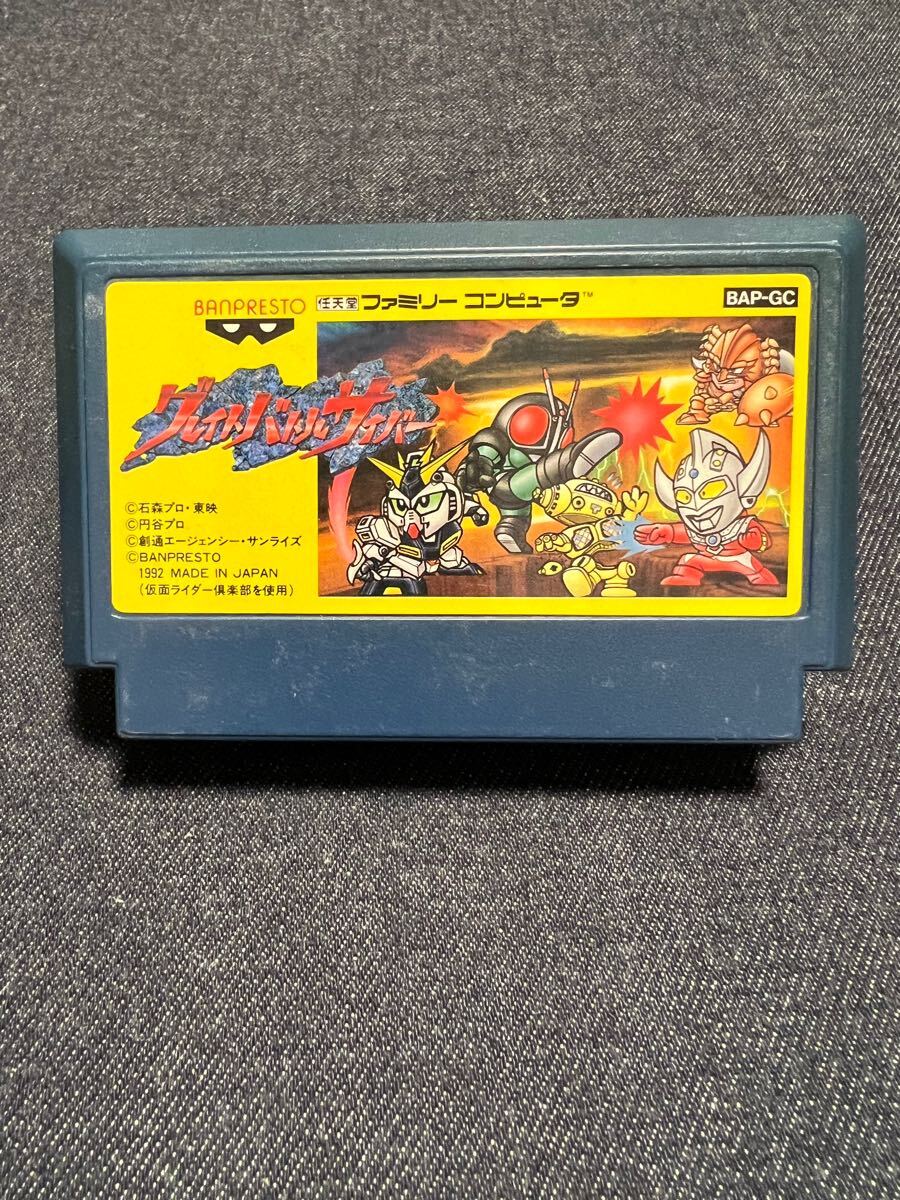 BANPRESTO
任天堂 ファミリー コンピュータ™
BAP-GC
グレイトバトルサイバー
©石森プロ・東映
©円谷プロ
©創通エージェンシー・サンライズ
©BANPRESTO
1992 MADE IN JAPAN
(仮面ライダー倶楽部を使用)